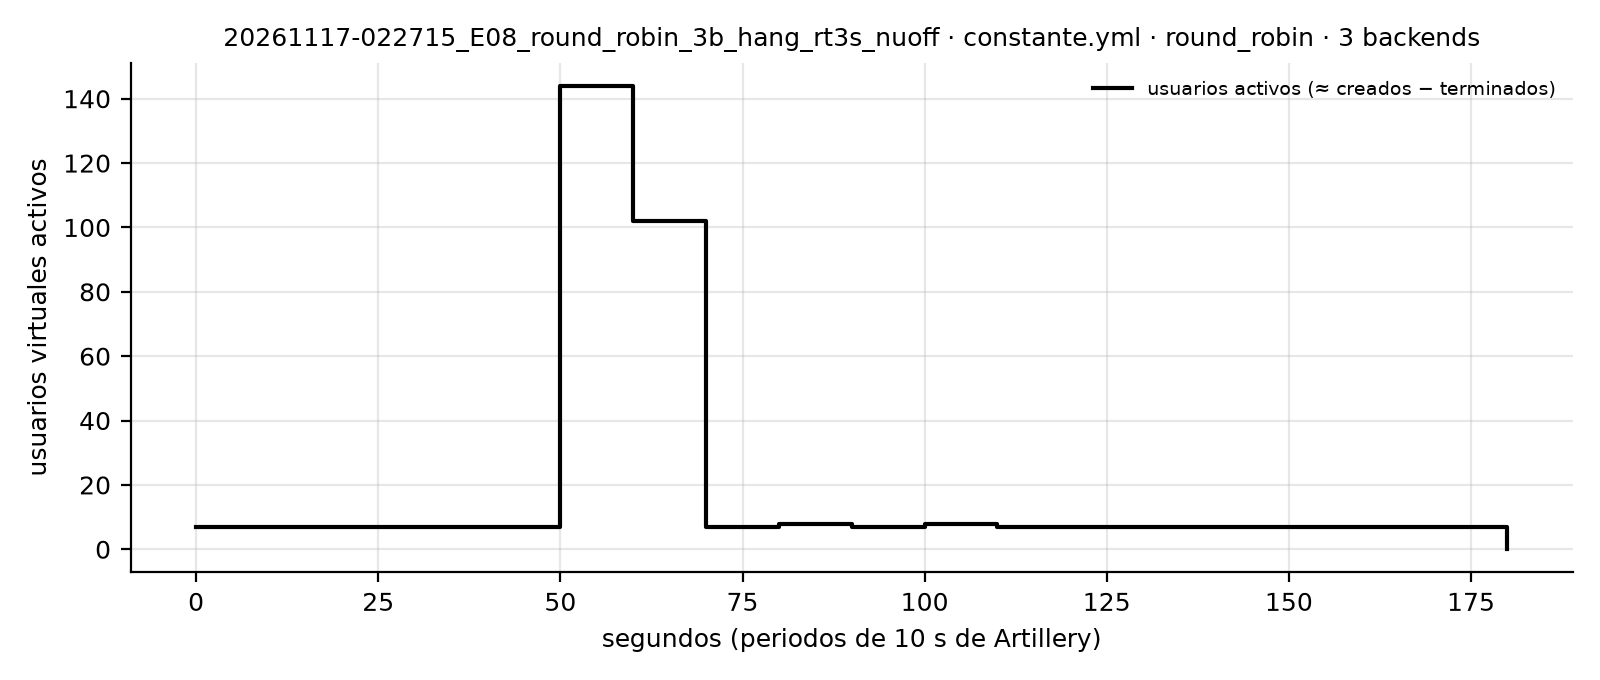 20261117-022715_E08_round_robin_3b_hang_rt3s_nuoff · constante.yml · round_robin · 3 backends
usuarios activos (≈ creados − terminados)
usuarios virtuales activos
140
120
100
80
60
40
20
0
0 25 50 75 100 125 150 175
segundos (periodos de 10 s de Artillery)